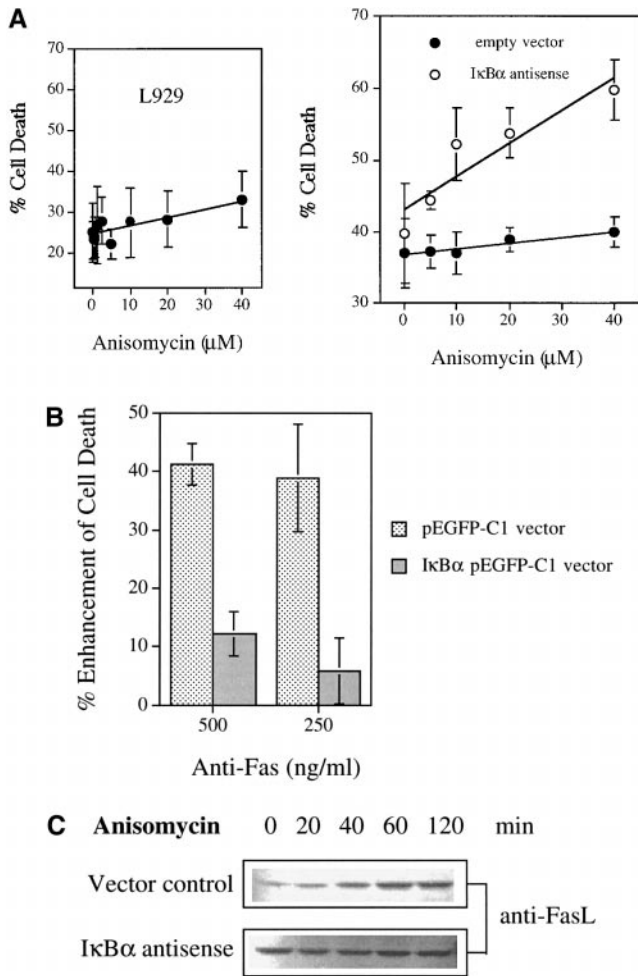 A
L929
% Cell Death
70
60
50
40
30
20
0 10 20 30 40
Anisomycin (μM)
empty vector
IκBα antisense
% Cell Death
70
60
50
40
30
0 10 20 30 40
Anisomycin (μM)
B
% Enhancement of Cell Death
50
40
30
20
10
0
500 250
Anti-Fas (ng/ml)
pEGFP-C1 vector
IκBα pEGFP-C1 vector
C Anisomycin 0 20 40 60 120 min
Vector control
anti-FasL
IκBα antisense